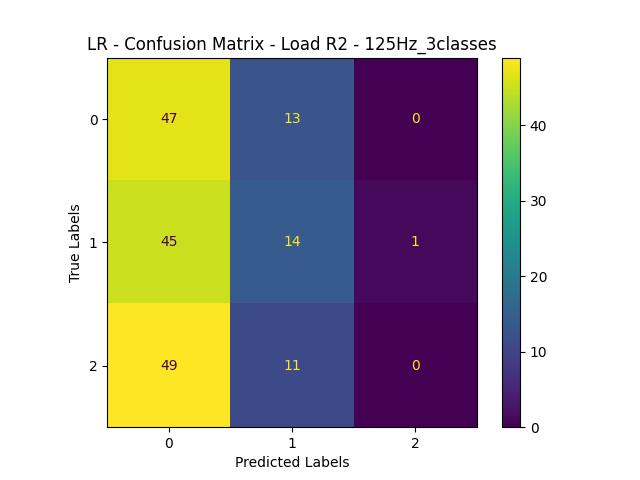 LR - Confusion Matrix - Load R2 - 125Hz_3classes
True Labels
0 47 13 0
1 45 14 1
2 49 11 0
0 1 2
Predicted Labels
40
30
20
10
0